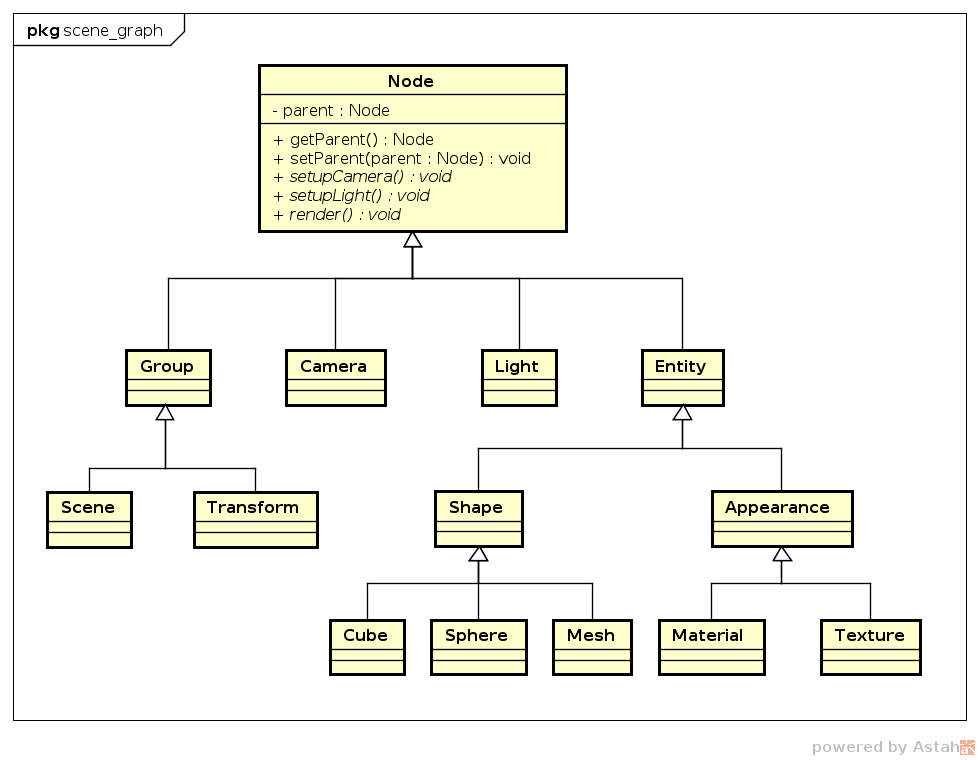 pkg scene_graph
Node
- parent : Node
+ getParent() : Node
+ setParent(parent : Node) : void
+ setupCamera() : void
+ setupLight() : void
+ render() : void
Group
Camera
Light
Entity
Scene
Transform
Shape
Appearance
Cube
Sphere
Mesh
Material
Texture
powered by Astah